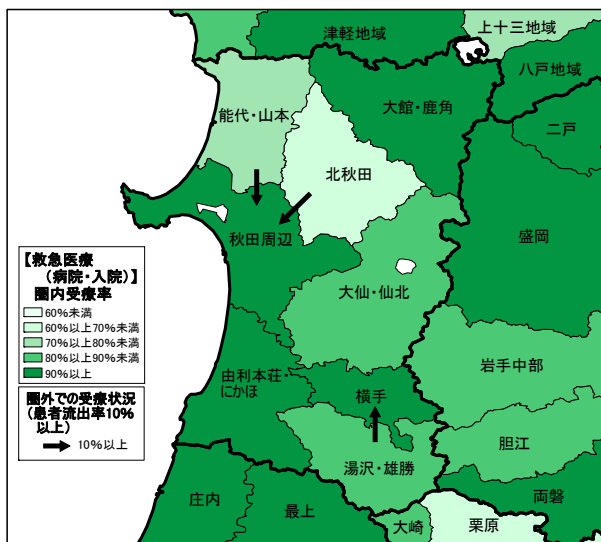 津軽地域
上十三地域
八戸地域
能代・山本
大館・鹿角
二戸
北秋田
秋田周辺
盛岡
大仙・仙北
【救急医療
(病院・入院)】
圏内受療率
60%未満
60%以上70%未満
70%以上80%未満
80%以上90%未満
90%以上
岩手中部
由利本荘・
にかほ
横手
圏外での受療状況
(患者流出率10%
以上)
10%以上
胆江
湯沢・雄勝
両磐
庄内
最上
大崎
栗原